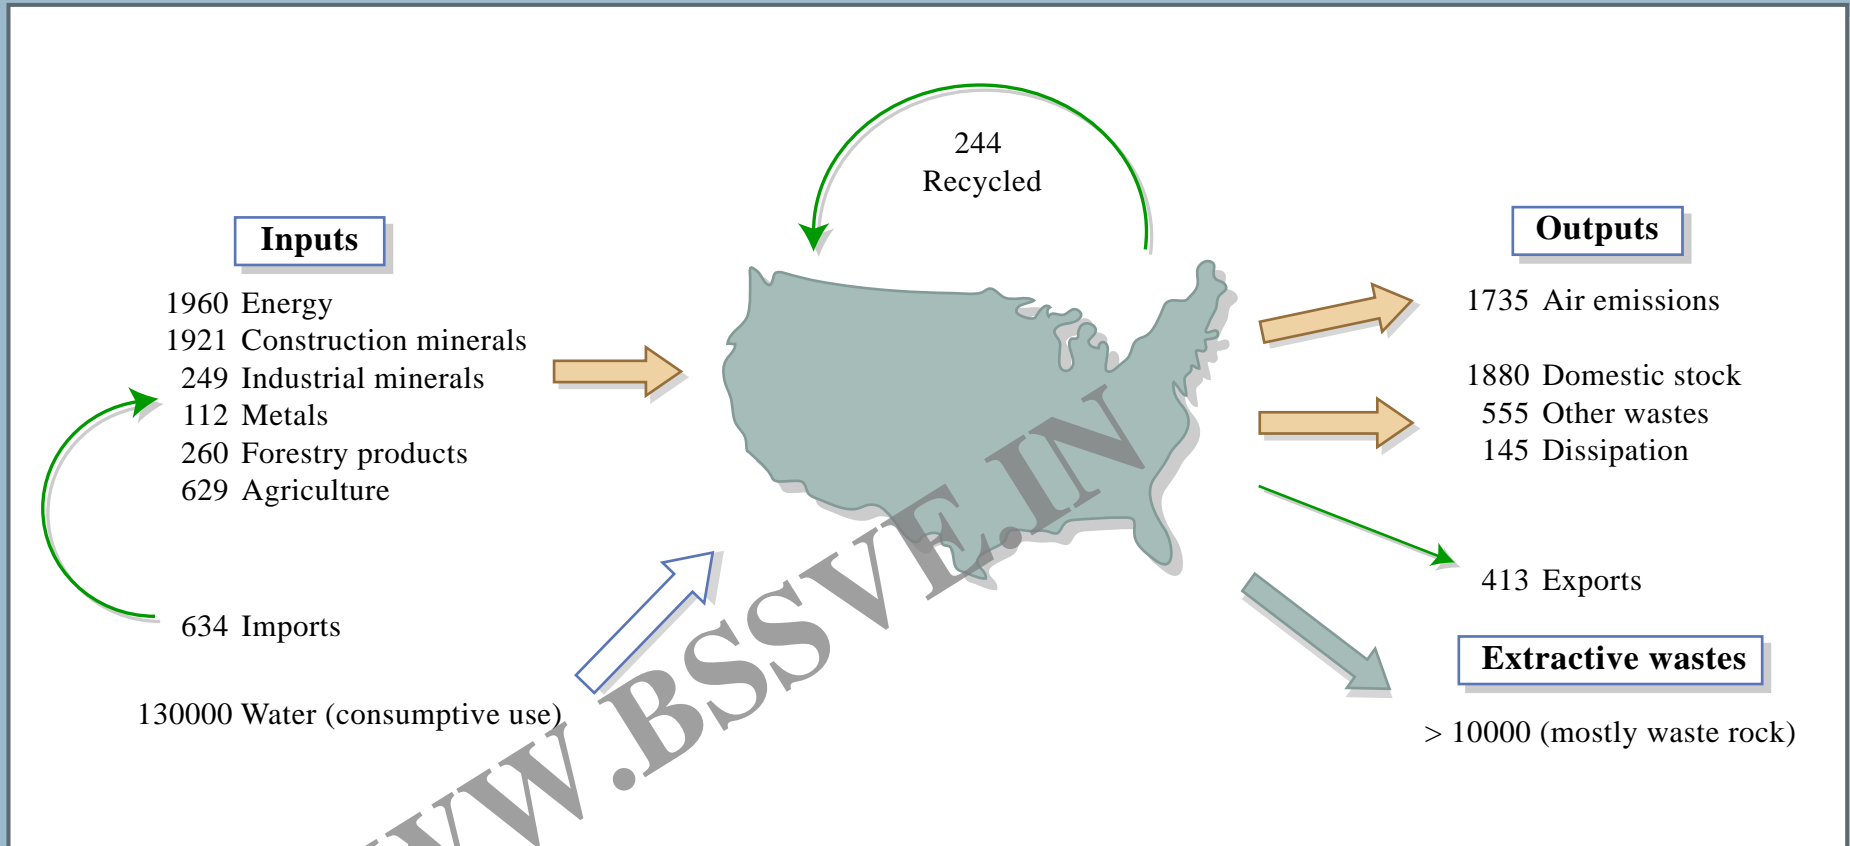 244
Recycled
Inputs
1960 Energy
1921 Construction minerals
249 Industrial minerals
112 Metals
260 Forestry products
629 Agriculture
634 Imports
130000 Water (consumptive use)
Outputs
1735 Air emissions
1880 Domestic stock
555 Other wastes
145 Dissipation
413 Exports
Extractive wastes
> 10000 (mostly waste rock)
WW.BSSVE.IN